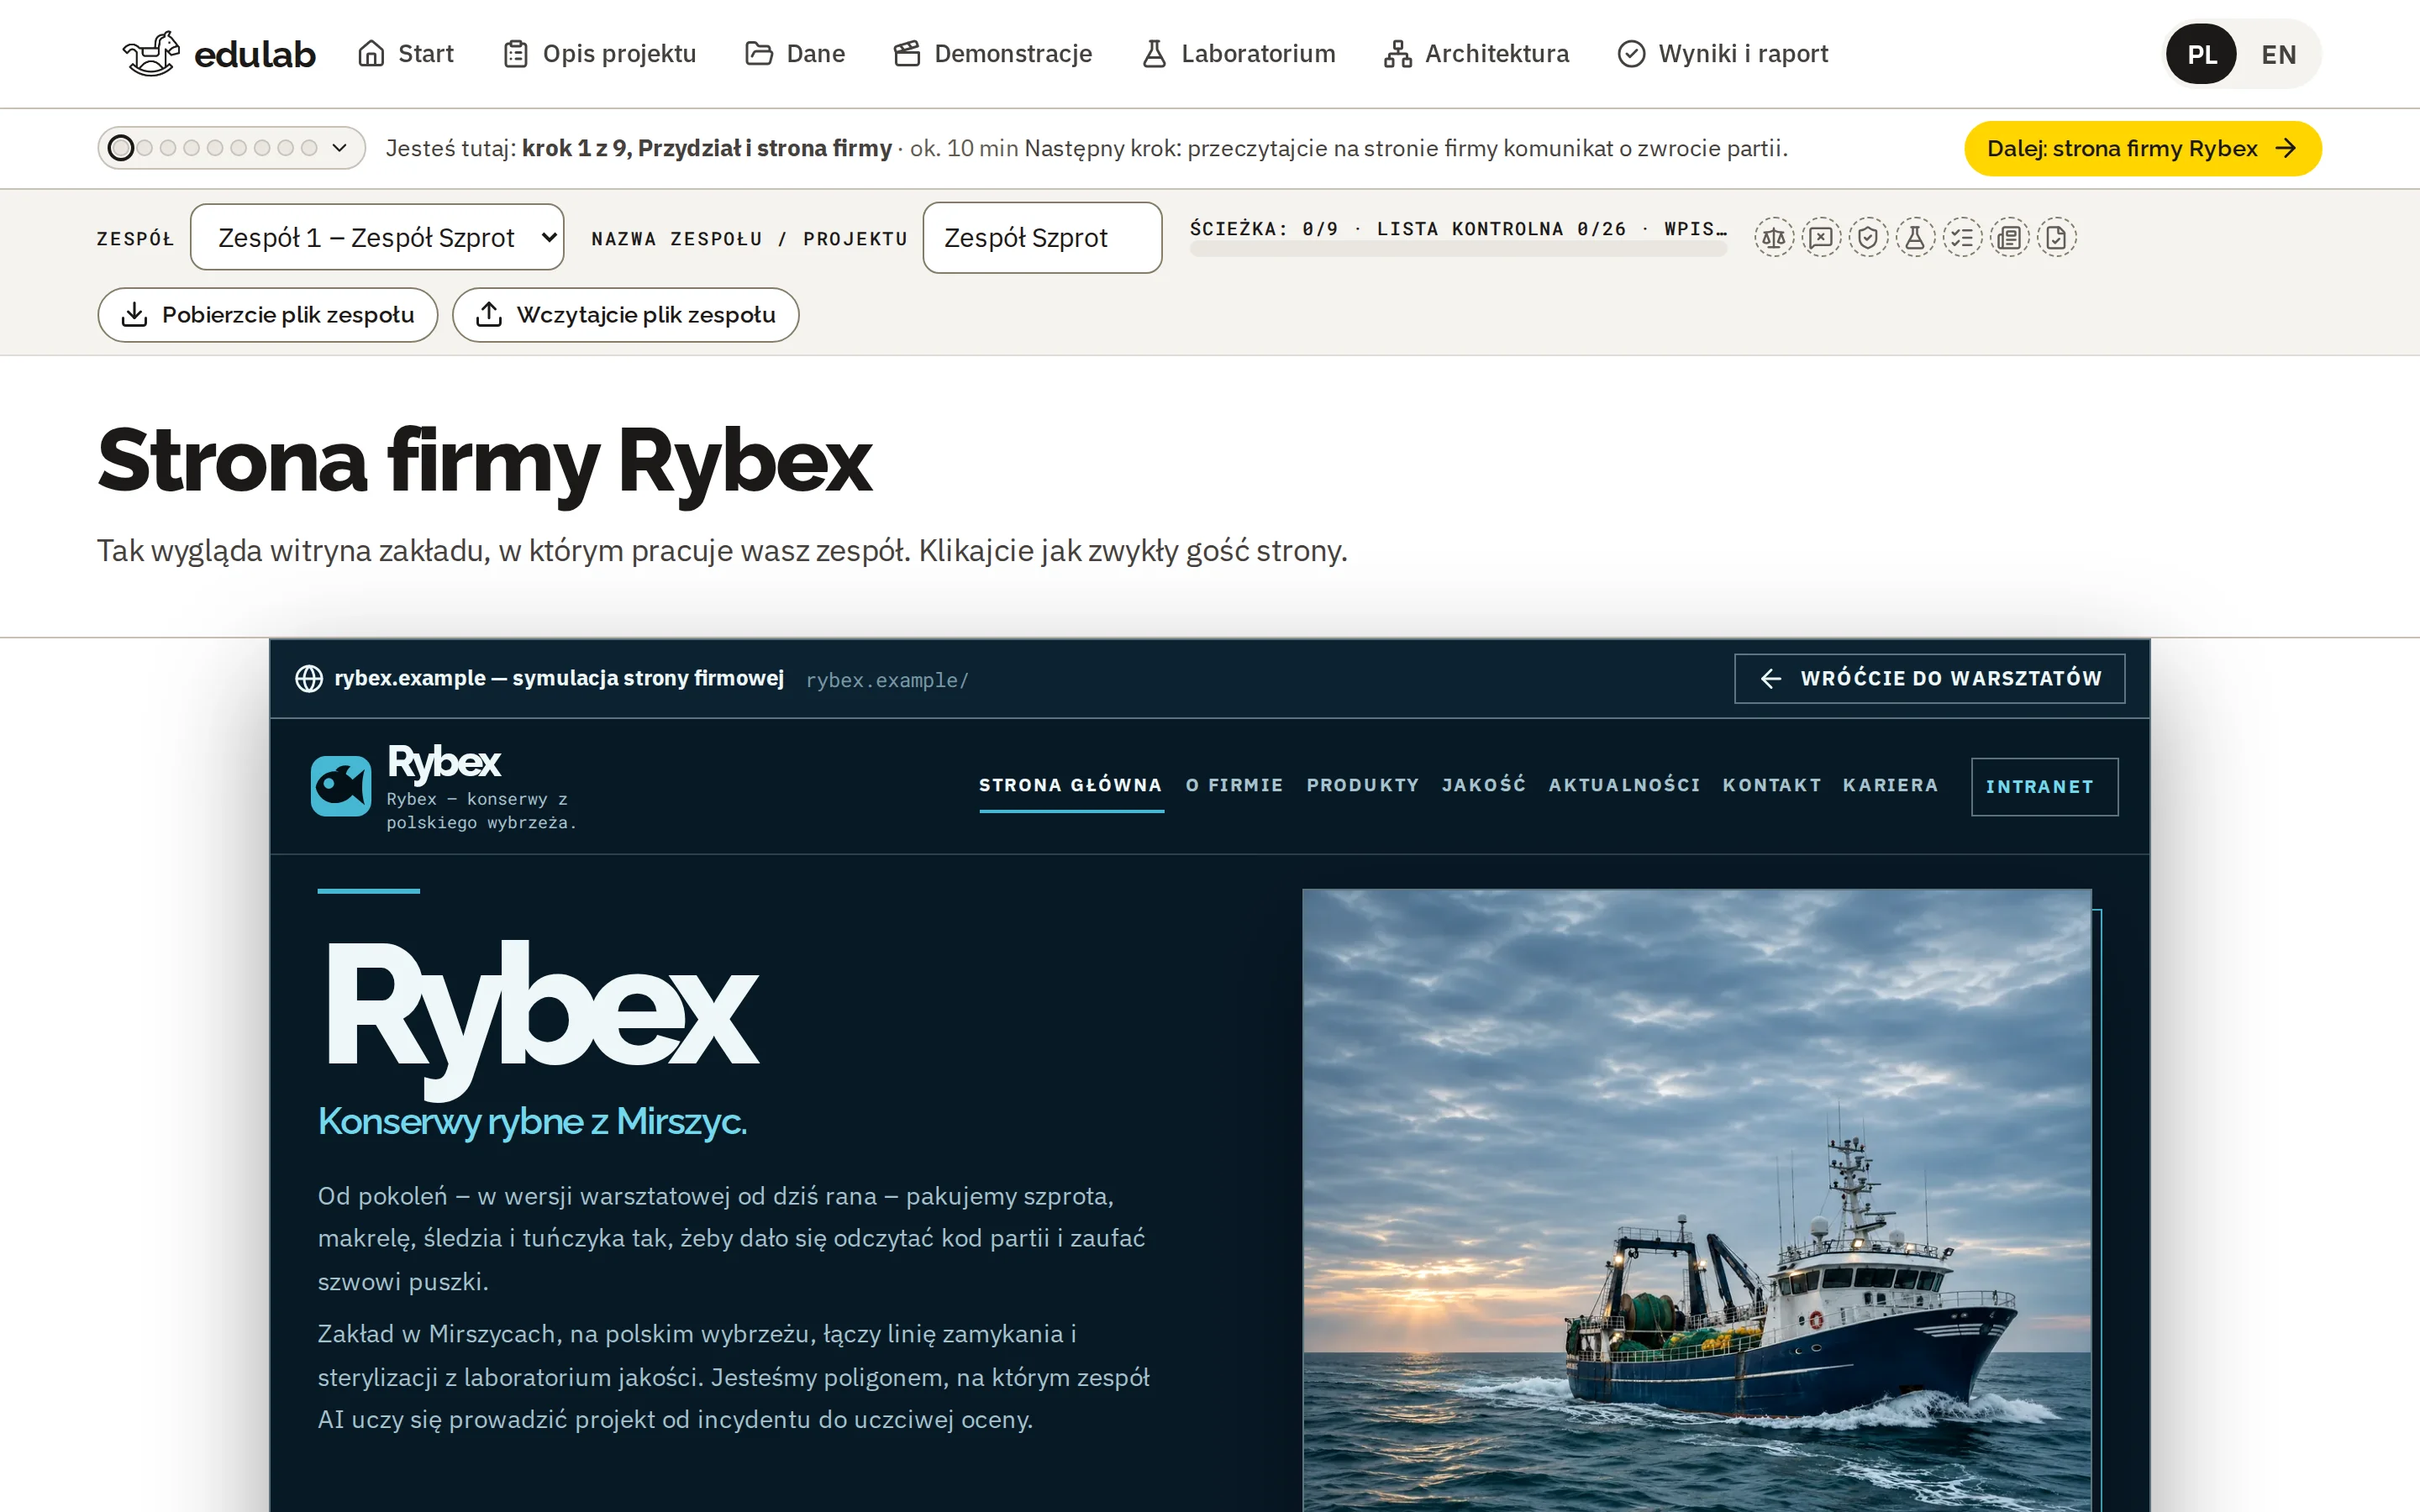 edulab
Start
Opis projektu
Dane
Demonstracje
Laboratorium
Architektura
Wyniki i raport
PL
EN
Jesteś tutaj: krok 1 z 9, Przydział i strona firmy · ok. 10 min Następny krok: przeczytajcie na stronie firmy komunikat o zwrocie partii.
Dalej: strona firmy Rybex
ZESPÓŁ
Zespół 1 – Zespół Szprot
NAZWA ZESPOŁU / PROJEKTU
Zespół Szprot
ŚCIEŻKA: 0/9 · LISTA KONTROLNA 0/26 · WPIS…
Pobierzcie plik zespołu
Wczytajcie plik zespołu
Strona firmy Rybex
Tak wygląda witryna zakładu, w którym pracuje wasz zespół. Klikajcie jak zwykły gość strony.
rybex.example — symulacja strony firmowej
rybex.example/
WRÓĆCIE DO WARSZTATÓW
Rybex
Rybex – konserwy z
polskiego wybrzeża.
STRONA GŁÓWNA
O FIRMIE
PRODUKTY
JAKOŚĆ
AKTUALNOŚCI
KONTAKT
KARIERA
INTRANET
Rybex
Konserwy rybne z Mirszyc.
Od pokoleń – w wersji warsztatowej od dziś rana – pakujemy szprota,
makrelę, śledzia i tuńczyka tak, żeby dało się odczytać kod partii i zaufać
szwowi puszki.
Zakład w Mirszycach, na polskim wybrzeżu, łączy linię zamykania i
sterylizacji z laboratorium jakości. Jesteśmy poligonem, na którym zespół
AI uczy się prowadzić projekt od incydentu do uczciwej oceny.